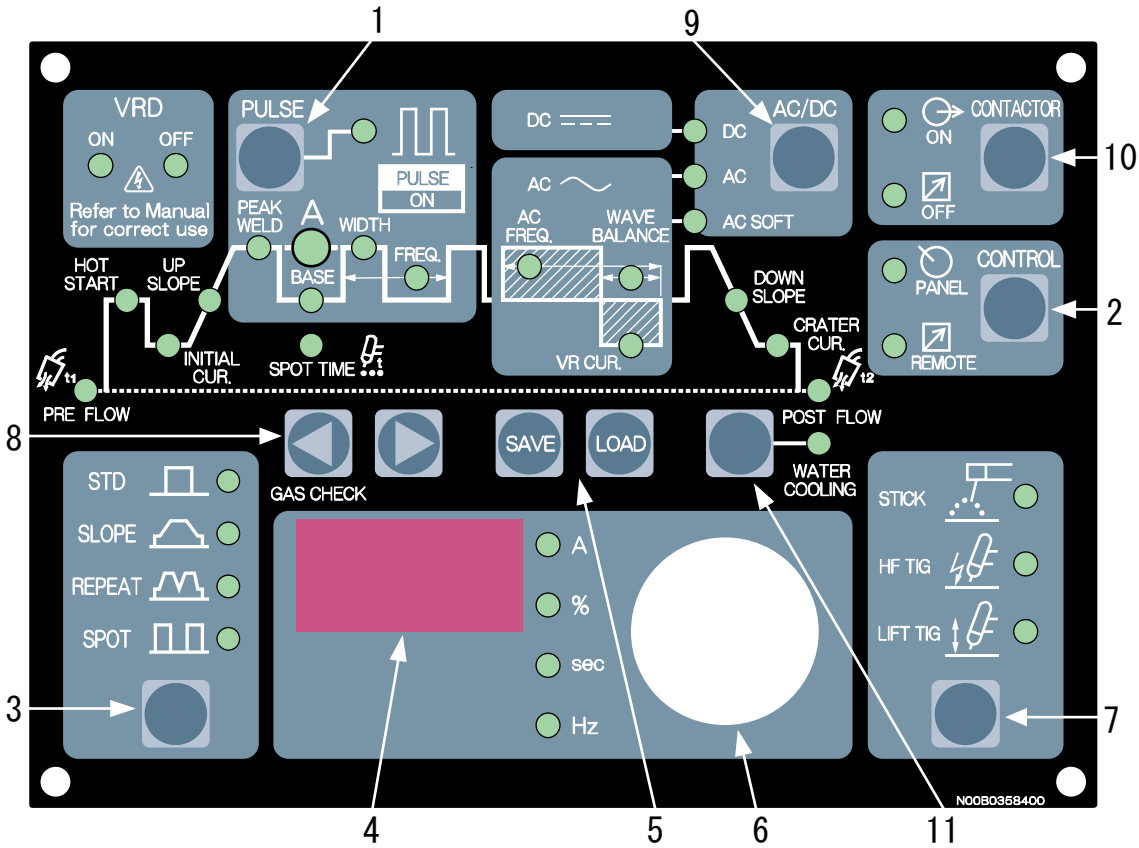 1
9
VRD
ON OFF
Refer to Manual
for correct use
PULSE
PULSE
ON
PEAK
WELD
A
WIDTH
BASE
FREQ.
DC
AC
AC
FREQ.
WAVE
BALANCE
VR CUR.
AC/DC
DC
AC
AC SOFT
CONTACTOR
ON
OFF
10
CONTROL
PANEL
REMOTE
2
HOT
START
UP
SLOPE
INITIAL
CUR.
SPOT TIME
t
DOWN
SLOPE
CRATER
CUR.
t1
PRE FLOW
t2
POST FLOW
8
GAS CHECK
SAVE
LOAD
WATER
COOLING
STD
SLOPE
REPEAT
SPOT
3
A
%
sec
Hz
STICK
HF TIG
LIFT TIG
7
N00B0358400
4
5
6
11